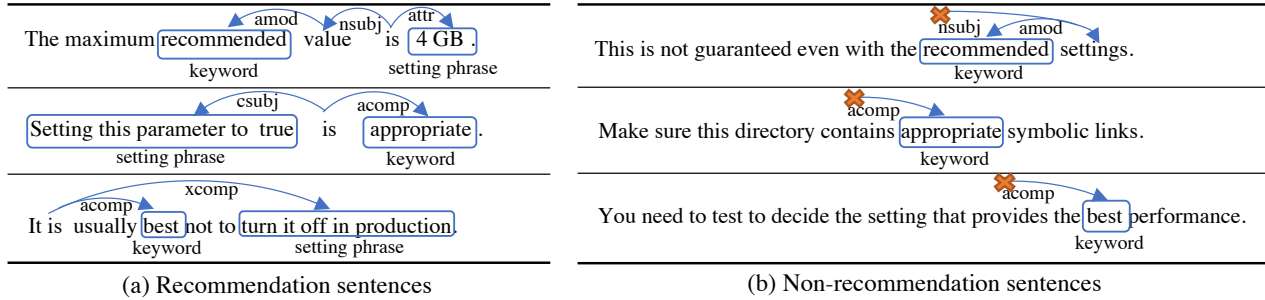 amod nsubj attr
The maximum recommended value is 4 GB .
keyword setting phrase
csubj acomp
Setting this parameter to true is appropriate .
setting phrase keyword
xcomp
acomp
It is usually best not to turn it off in production.
keyword setting phrase
(a) Recommendation sentences
nsubj amod
This is not guaranteed even with the recommended settings.
keyword
acomp
Make sure this directory contains appropriate symbolic links.
keyword
acomp
You need to test to decide the setting that provides the best performance.
keyword
(b) Non-recommendation sentences